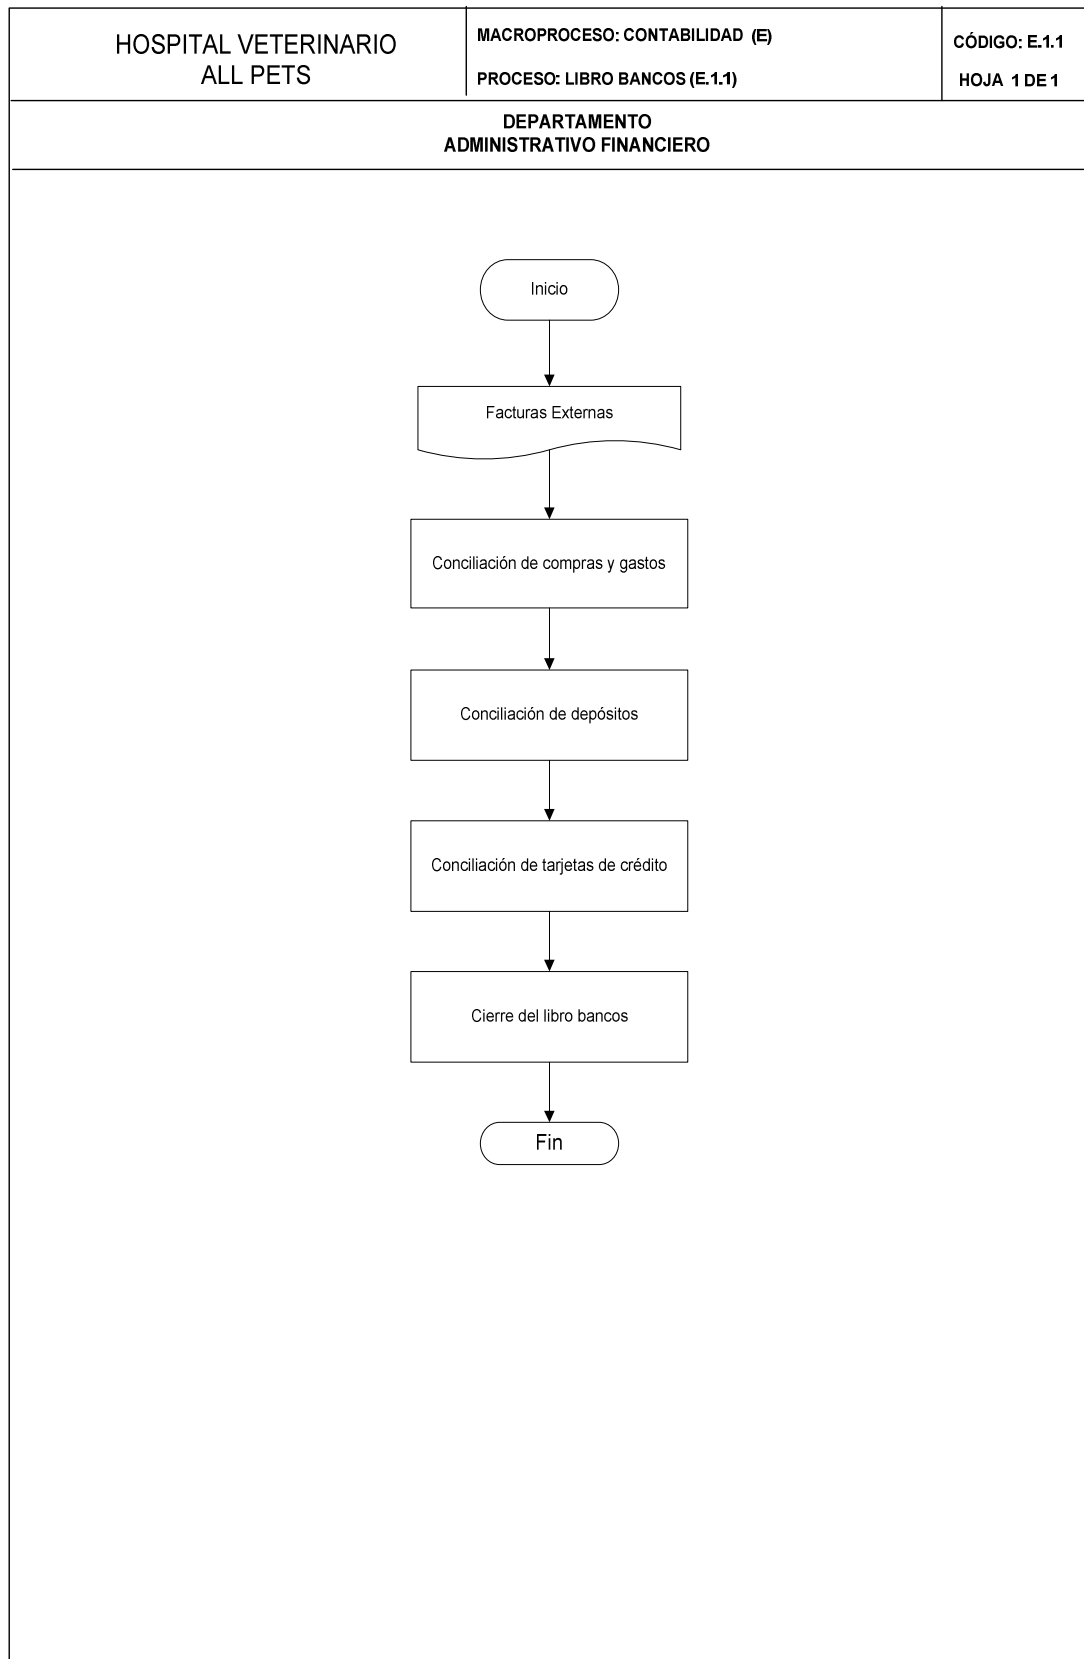 HOSPITAL VETERINARIO
ALL PETS
MACROPROCESO: CONTABILIDAD (E)
PROCESO: LIBRO BANCOS (E.1.1)
CÓDIGO: E.1.1
HOJA 1 DE 1
DEPARTAMENTO
ADMINISTRATIVO FINANCIERO
Inicio
Facturas Externas
Conciliación de compras y gastos
Conciliación de depósitos
Conciliación de tarjetas de crédito
Cierre del libro bancos
Fin